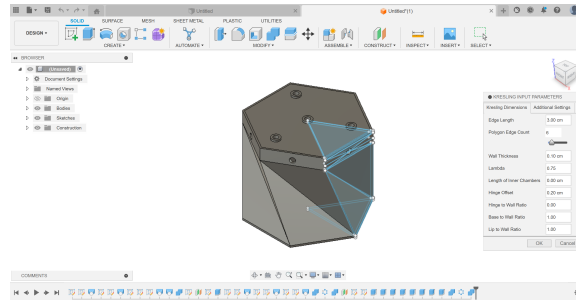 Untitled
Untitled*(1)
SOLID
SURFACE
MESH
SHEET METAL
PLASTIC
UTILITIES
DESIGN
CREATE
AUTOMATE
MODIFY
ASSEMBLE
CONSTRUCT
INSPECT
INSERT
SELECT
BROWSER
(Unsaved)
Document Settings
Named Views
Origin
Bodies
Sketches
Construction
KRESLING INPUT PARAMETERS
Kresling Dimensions Additional Settings
Edge Length 3.00 cm
Polygon Edge Count 6
Wall Thickness 0.10 cm
Lambda 0.75
Length of Inner Chambers 0.00 cm
Hinge Offset 0.20 cm
Hinge to Wall Ratio 0.00
Base to Wall Ratio 1.00
Lip to Wall Ratio 1.00
OK Cancel
COMMENTS